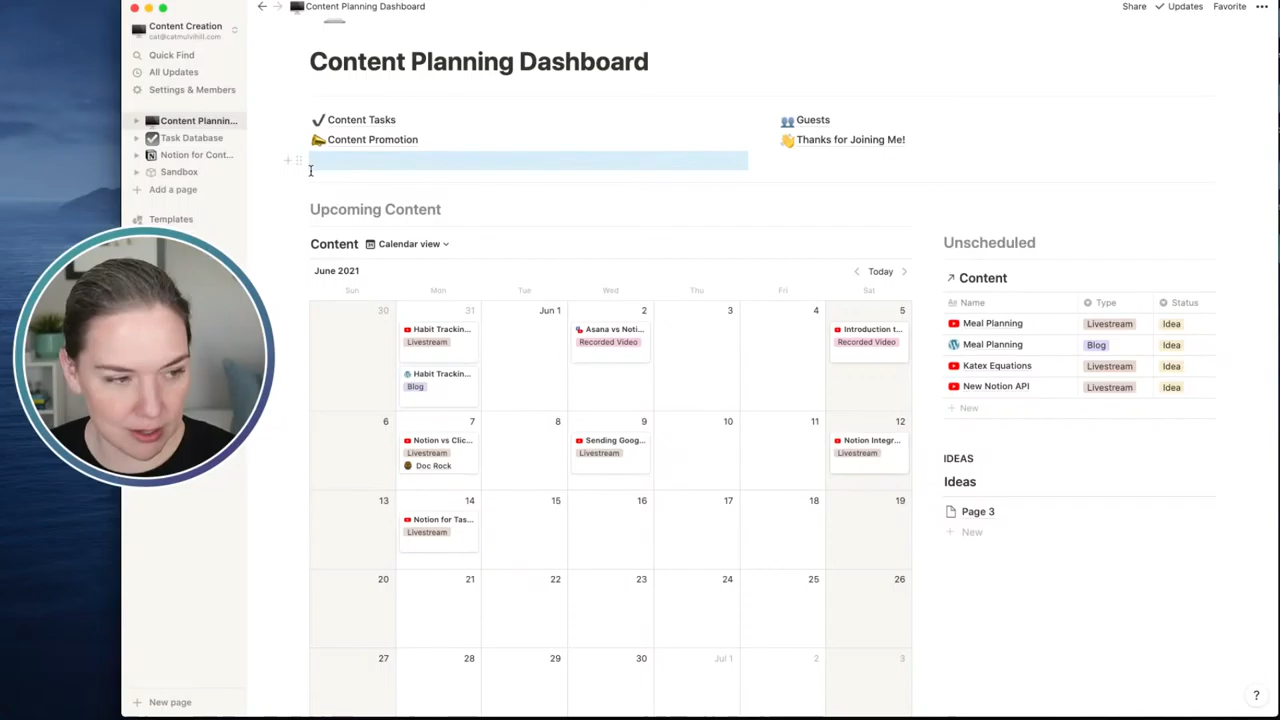 Content Planning Dashboard
Share
Updates
Favorite
Content Creation
cat@catmulvihill.com
Quick Find
All Updates
Settings & Members
Content Plannin...
Task Database
Notion for Cont...
Sandbox
Add a page
Templates
New page
Content Planning Dashboard
Content Tasks
Content Promotion
Guests
Thanks for Joining Me!
Upcoming Content
Content Calendar view
June 2021
Today
Sun Mon Tue Wed Thu Fri Sat
30 31 Jun 1 2 3 4 5
Habit Trackin... Asana vs Noti... Introduction t...
Livestream Recorded Video Recorded Video
Habit Trackin...
Blog
6 7 8 9 10 11 12
Notion vs Clic... Sending Goog... Notion Integr...
Livestream Livestream Livestream
Doc Rock
13 14 15 16 17 18 19
Notion for Tas...
Livestream
20 21 22 23 24 25 26
27 28 29 30 Jul 1 2 3
Unscheduled
Content
Name Type Status
Meal Planning Livestream Idea
Meal Planning Blog Idea
Katex Equations Livestream Idea
New Notion API Livestream Idea
New
IDEAS
Ideas
Page 3
New
?